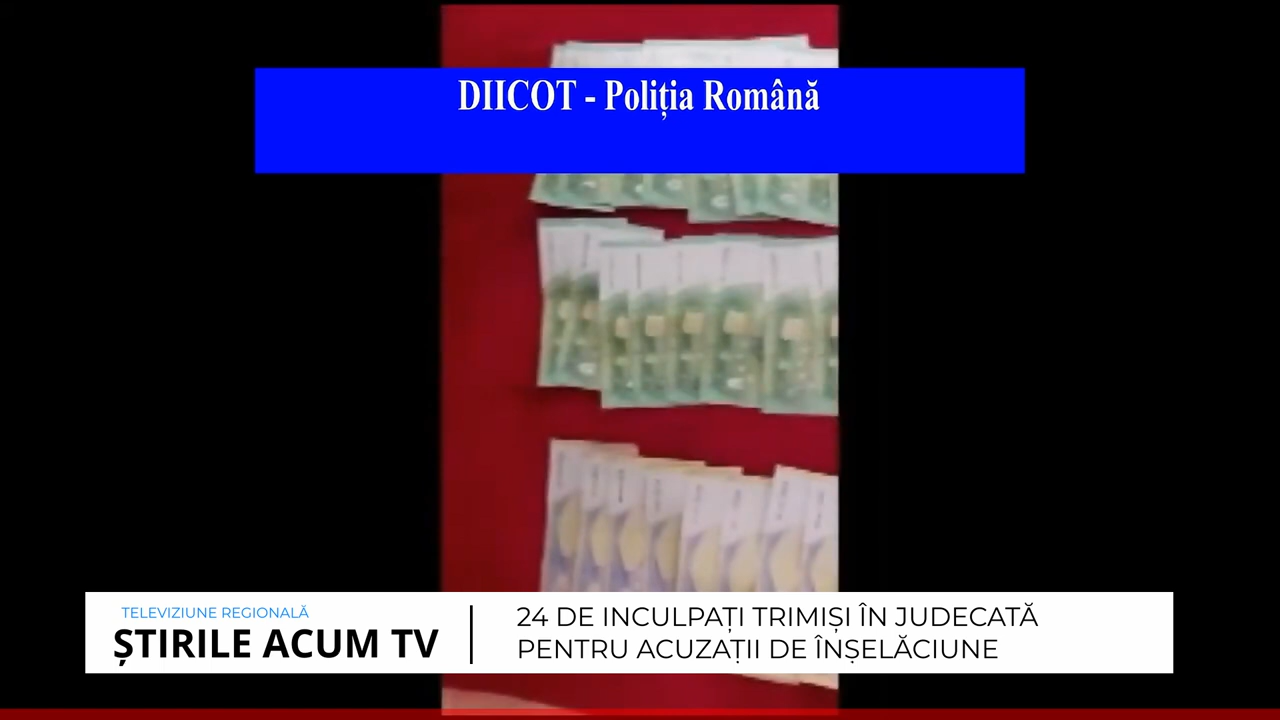 DIICOT - Poliția Română
TELEVIZIUNE REGIONALĂ
ȘTIRILE ACUM TV
24 DE INCULPAȚI TRIMIȘI ÎN JUDECATĂ
PENTRU ACUZAȚII DE ÎNȘELĂCIUNE